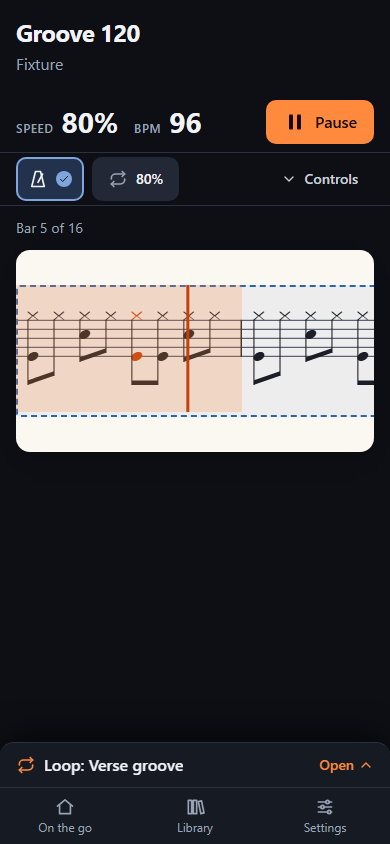 Groove 120
Fixture
SPEED 80% BPM 96 Pause
80% Controls
Bar 5 of 16
Loop: Verse groove Open
On the go Library Settings